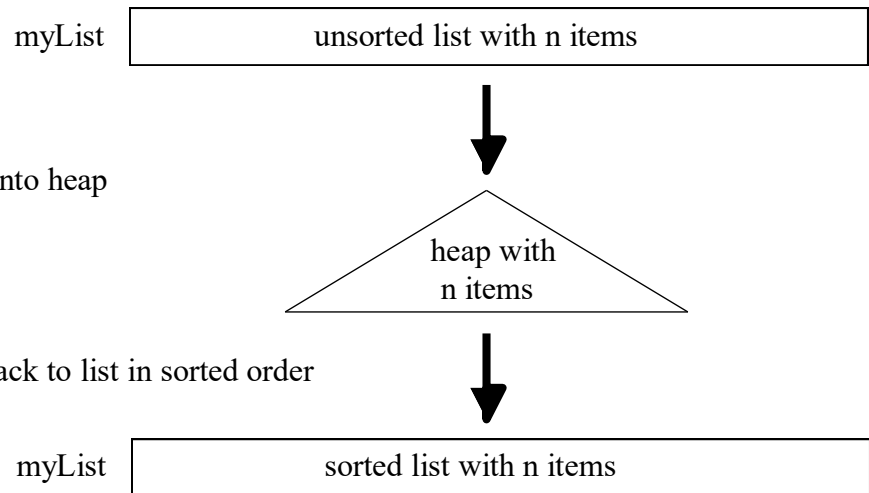 myList unsorted list with n items
nto heap
heap with
n items
ack to list in sorted order
myList sorted list with n items